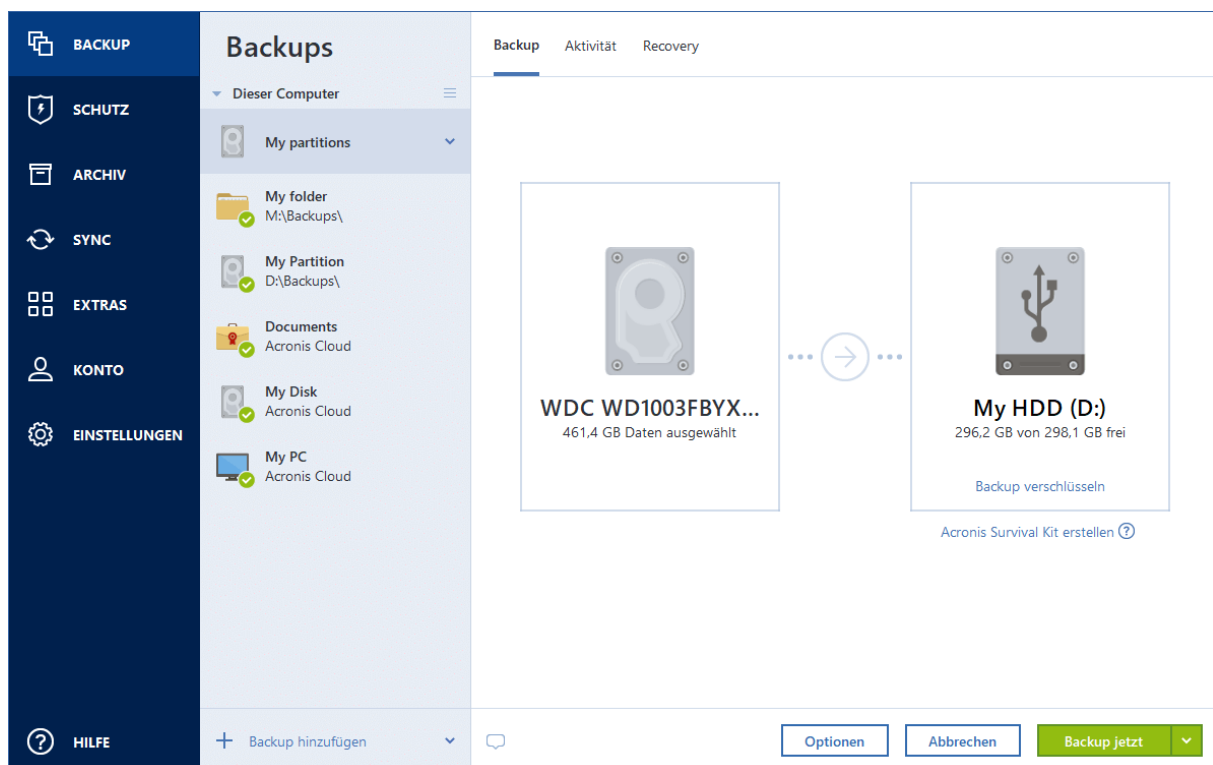 BACKUP
SCHUTZ
ARCHIV
SYNC
EXTRAS
KONTO
EINSTELLUNGEN
HILFE
Backups
Dieser Computer
My partitions
My folder
M:\Backups\
My Partition
D:\Backups\
Documents
Acronis Cloud
My Disk
Acronis Cloud
My PC
Acronis Cloud
Backup hinzufügen
Backup Aktivität Recovery
WDC WD1003FBYX...
461,4 GB Daten ausgewählt
My HDD (D:)
296,2 GB von 298,1 GB frei
Backup verschlüsseln
Acronis Survival Kit erstellen ?
Optionen Abbrechen Backup jetzt